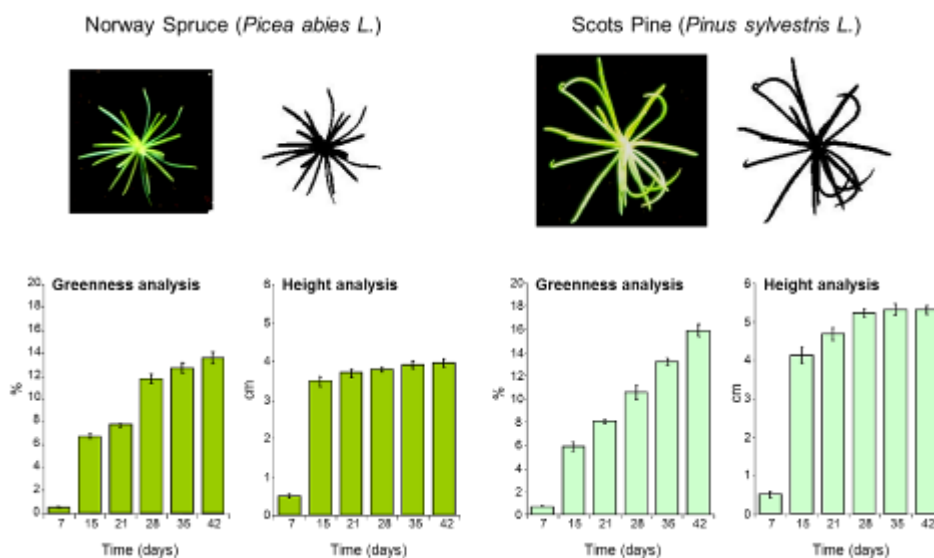 Norway Spruce (Picea abies L.)
Scots Pine (Pinus sylvestris L.)
Greenness analysis
20
18
16
14
12
10
8
6
4
2
0
%
7 15 21 28 35 42
Time (days)
Height analysis
6
5
4
3
2
1
0
cm
7 15 21 28 35 42
Time (days)
Greenness analysis
20
18
16
14
12
10
8
6
4
2
0
%
7 15 21 28 35 42
Time (days)
Height analysis
6
5
4
3
2
1
0
cm
7 15 21 28 35 42
Time (days)